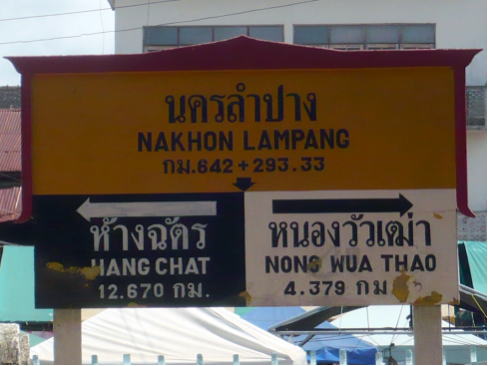 นครลำปาง
NAKHON LAMPANG
กม.642+293.33
ห้างฉัตร
HANG CHAT
12.670 กม.
หนองวัวเฒ่า
NONG WUA THAO
4.379 กม